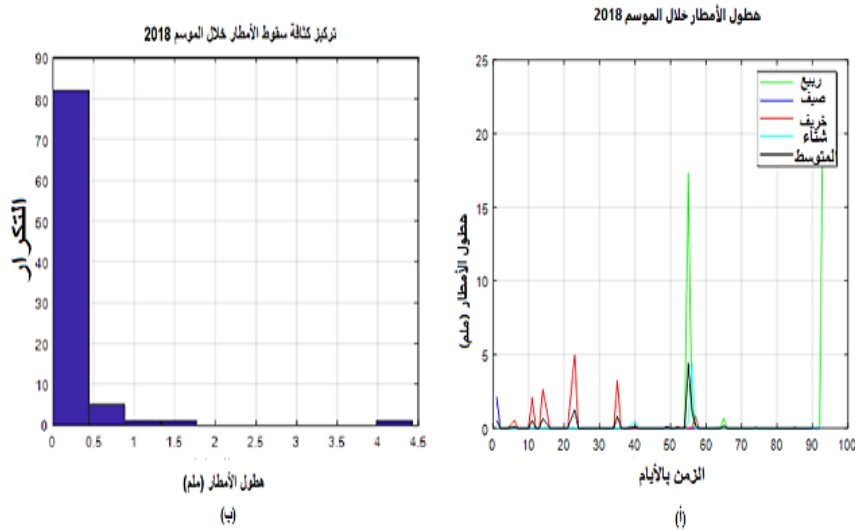 هطول الأمطار خلال الموسم 2018
25
20
15
10
5
0
هطول الأمطار (ملم)
ربيع
صيف
خريف
شتاء
المتوسط
0 10 20 30 40 50 60 70 80 90 100
الزمن بالأيام
(أ)
تركيز كثافة سقوط الأمطار خلال الموسم 2018
90
80
70
60
50
40
30
20
10
0
التكرار
0 0.5 1 1.5 2 2.5 3 3.5 4 4.5
هطول الأمطار (ملم)
(ب)